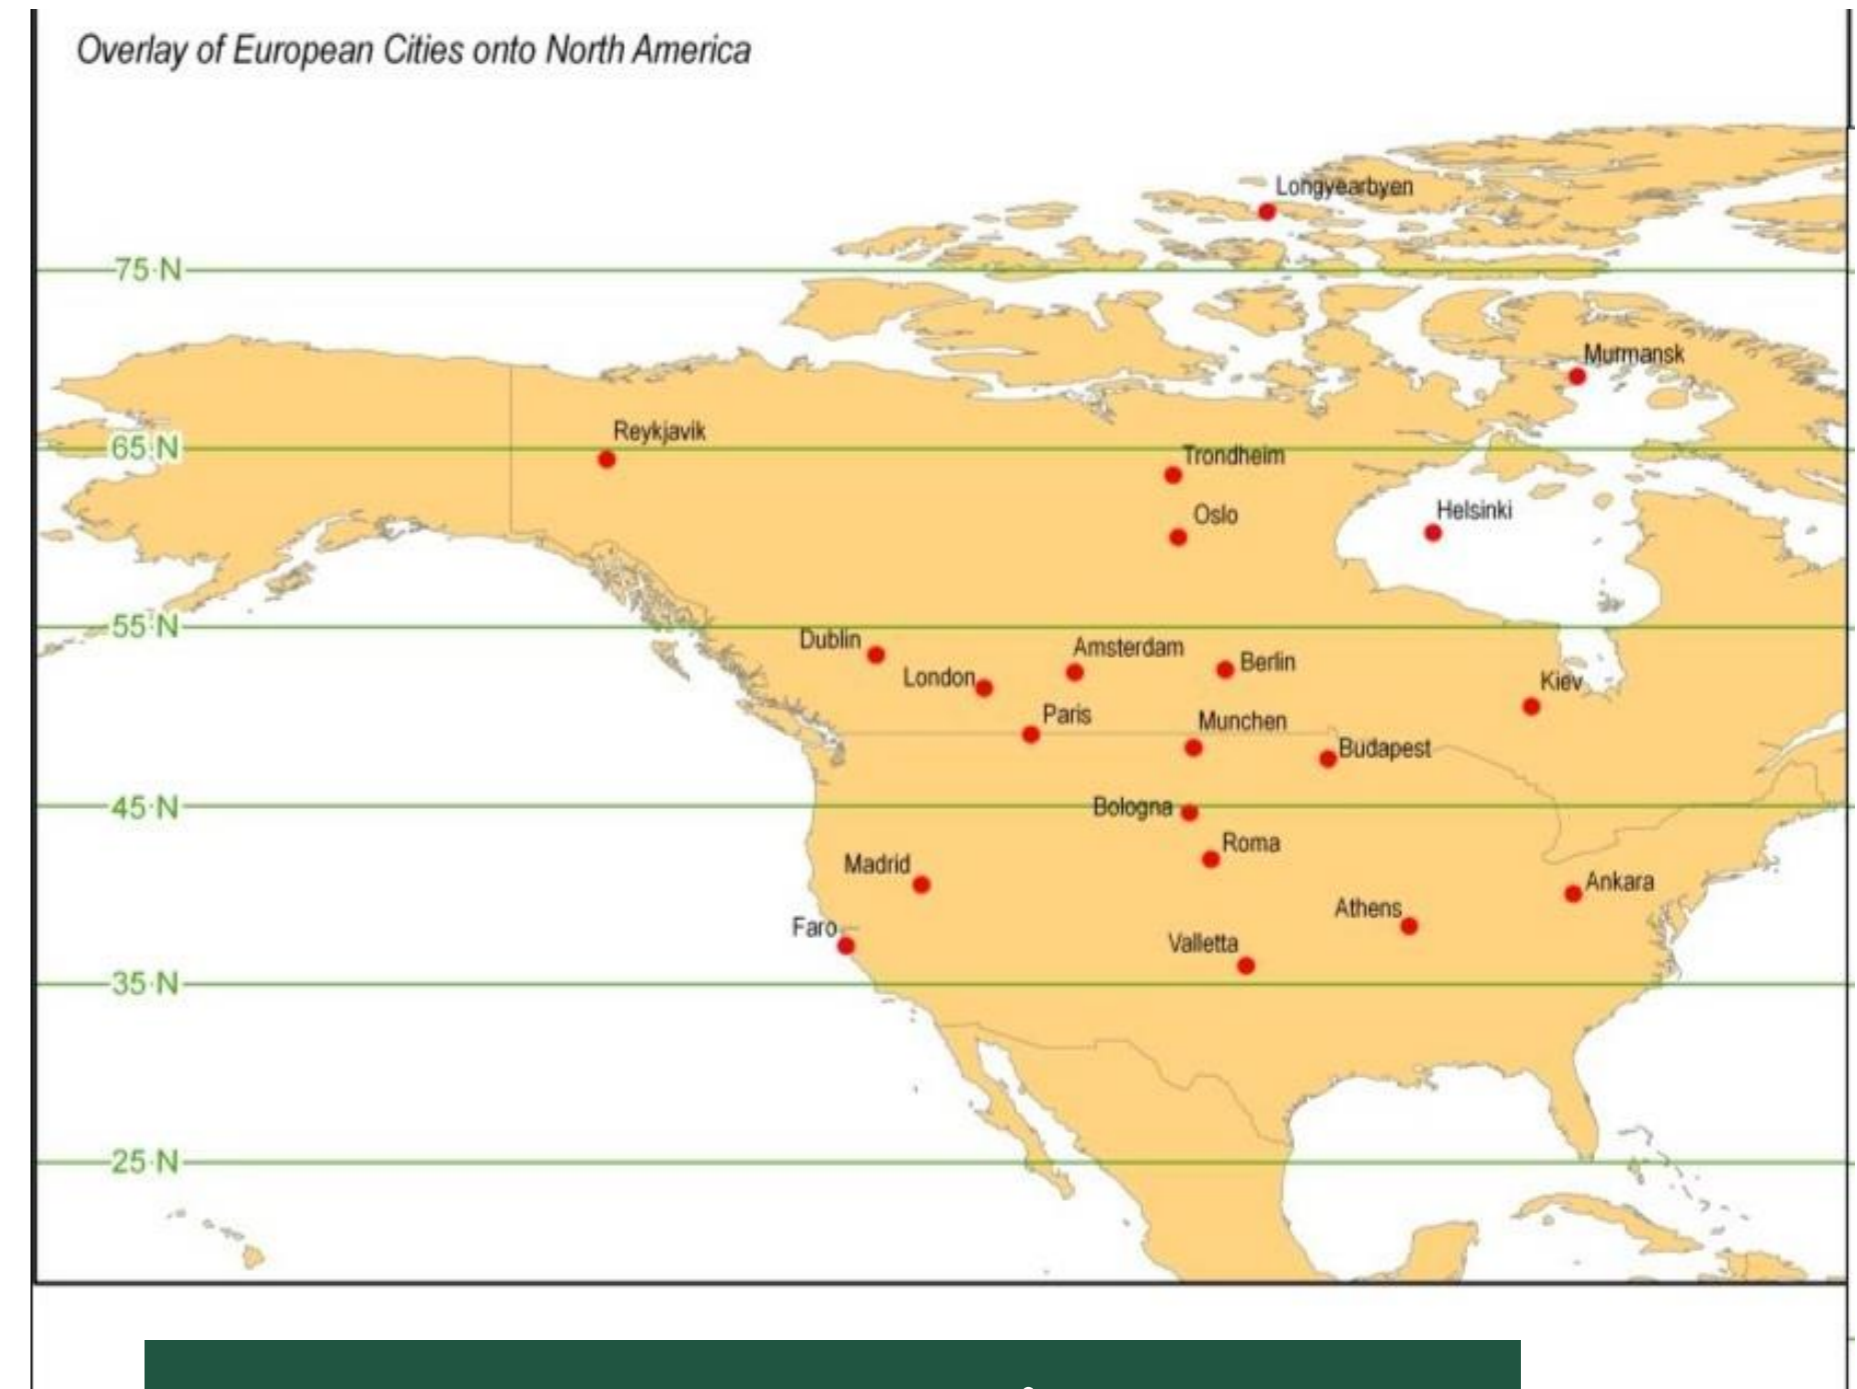 Overlay of European Cities onto North America
Longyearbyen
75°N
Murmansk
Reykjavik
65°N
Trondheim
Oslo
Helsinki
55°N
Dublin
Amsterdam
Berlin
London
Kiev
Paris
Munchen
Budapest
45°N
Bologna
Roma
Madrid
Ankara
Athens
Faro
Valletta
35°N
25°N